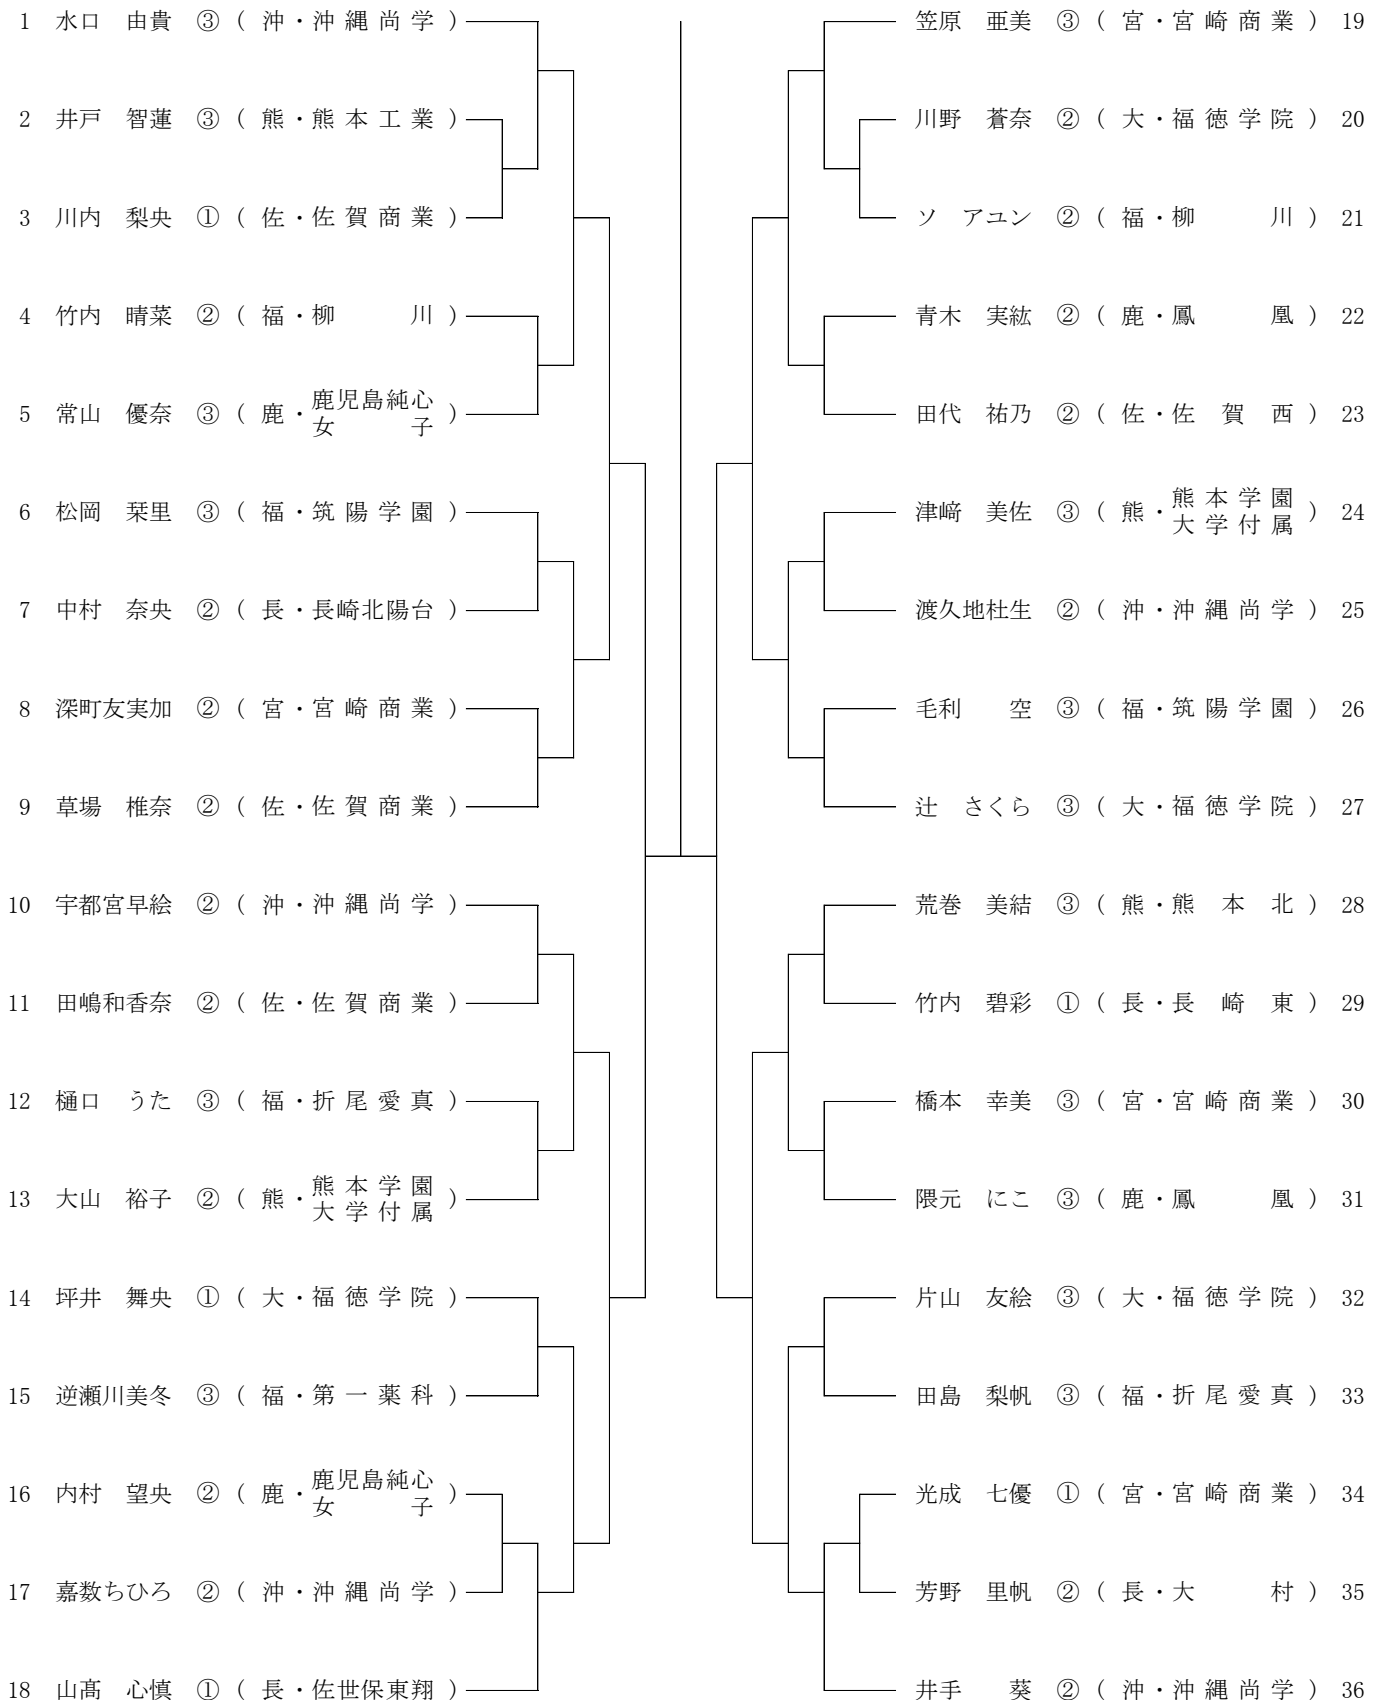 1 水口 由貴 ③ ( 沖・沖縄尚学 )
2 井戸 智蓮 ③ ( 熊・熊本工業 )
3 川内 梨央 ① ( 佐・佐賀商業 )
4 竹内 晴菜 ② ( 福・柳川 )
5 常山 優奈 ③ ( 鹿・鹿児島純心女子 )
6 松岡 栞里 ③ ( 福・筑陽学園 )
7 中村 奈央 ② ( 長・長崎北陽台 )
8 深町友実加 ② ( 宮・宮崎商業 )
9 草場 椎奈 ② ( 佐・佐賀商業 )
10 宇都宮早絵 ② ( 沖・沖縄尚学 )
11 田嶋和香奈 ② ( 佐・佐賀商業 )
12 樋口 うた ③ ( 福・折尾愛真 )
13 大山 裕子 ② ( 熊・熊本学園大学付属 )
14 坪井 舞央 ① ( 大・福徳学院 )
15 逆瀬川美冬 ③ ( 福・第一薬科 )
16 内村 望央 ② ( 鹿・鹿児島純心女子 )
17 嘉数ちひろ ② ( 沖・沖縄尚学 )
18 山髙 心慎 ① ( 長・佐世保東翔 )
笠原 亜美 ③ ( 宮・宮崎商業 ) 19
川野 蒼奈 ② ( 大・福徳学院 ) 20
ソ アユン ② ( 福・柳川 ) 21
青木 実紘 ② ( 鹿・鳳凰 ) 22
田代 祐乃 ② ( 佐・佐賀西 ) 23
津﨑 美佐 ③ ( 熊・熊本学園大学付属 ) 24
渡久地杜生 ② ( 沖・沖縄尚学 ) 25
毛利 空 ③ ( 福・筑陽学園 ) 26
辻 さくら ③ ( 大・福徳学院 ) 27
荒巻 美結 ③ ( 熊・熊本北 ) 28
竹内 碧彩 ① ( 長・長崎東 ) 29
橋本 幸美 ③ ( 宮・宮崎商業 ) 30
隈元 にこ ③ ( 鹿・鳳凰 ) 31
片山 友絵 ③ ( 大・福徳学院 ) 32
田島 梨帆 ③ ( 福・折尾愛真 ) 33
光成 七優 ① ( 宮・宮崎商業 ) 34
芳野 里帆 ② ( 長・大村 ) 35
井手 葵 ② ( 沖・沖縄尚学 ) 36